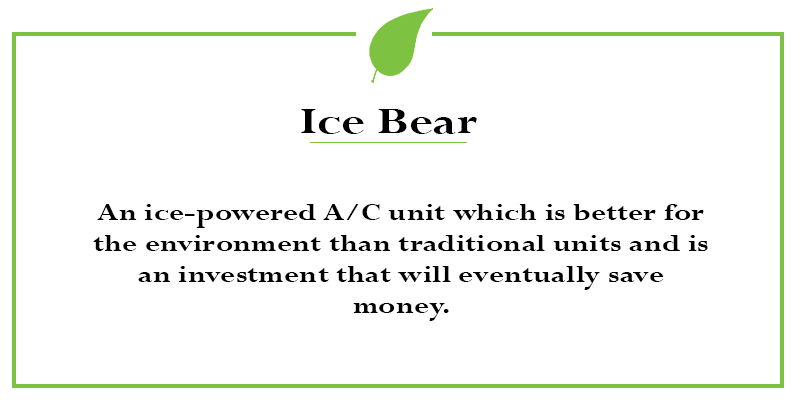 Ice Bear
An ice-powered A/C unit which is better for
the environment than traditional units and is
an investment that will eventually save
money.